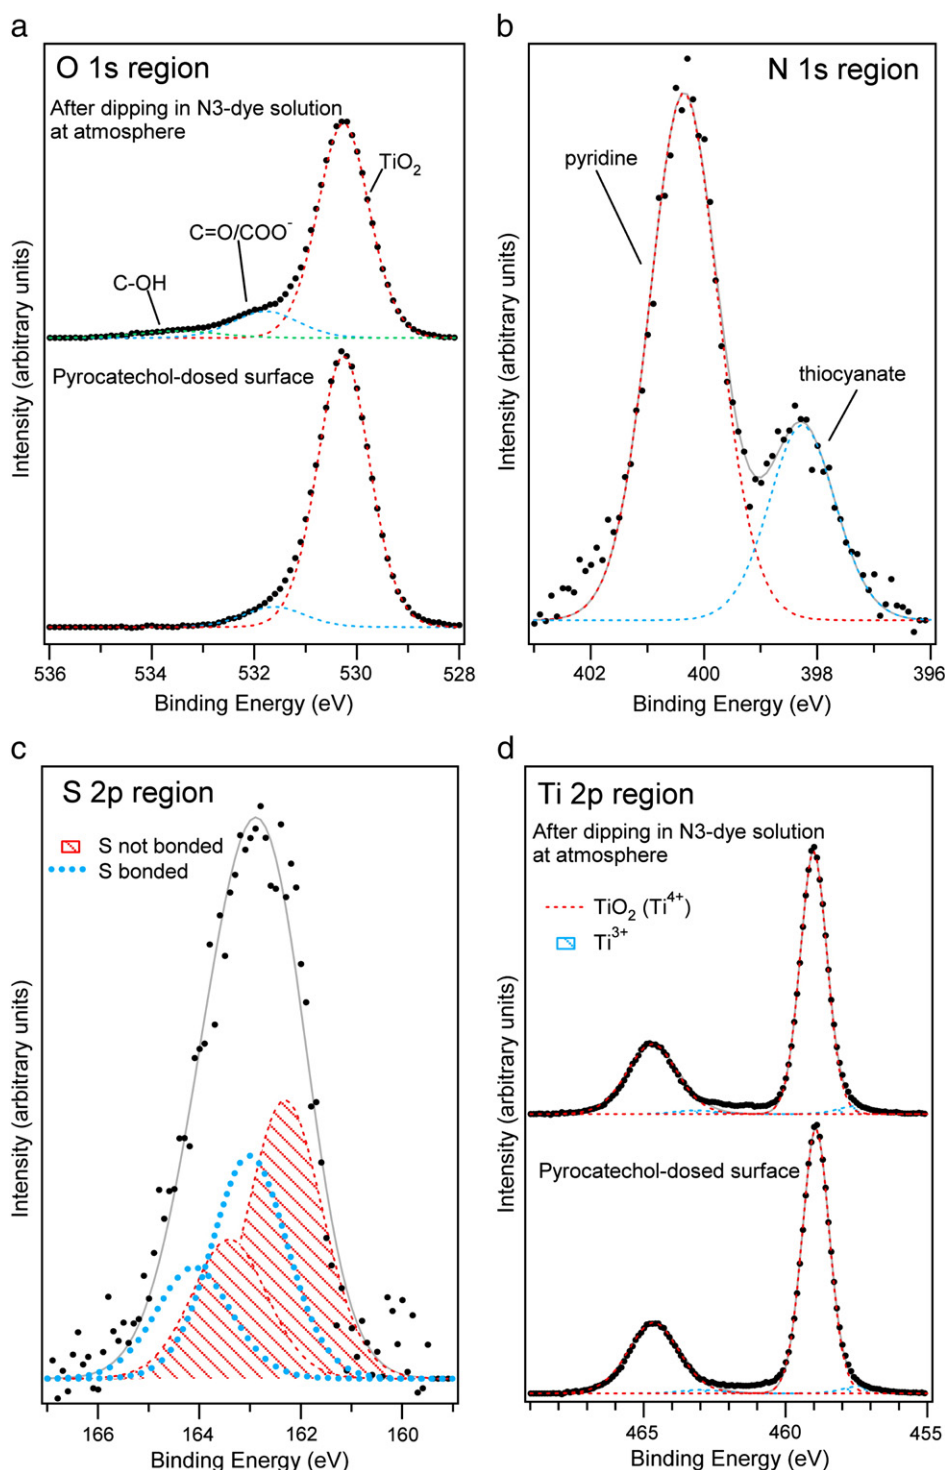 a
O 1s region
After dipping in N3-dye solution
at atmosphere
TiO₂
C=O/COO⁻
C-OH
Pyrocatechol-dosed surface
Intensity (arbitrary units)
536 534 532 530 528
Binding Energy (eV)
b
N 1s region
pyridine
thiocyanate
Intensity (arbitrary units)
402 400 398 396
Binding Energy (eV)
c
S 2p region
S not bonded
S bonded
Intensity (arbitrary units)
166 164 162 160
Binding Energy (eV)
d
Ti 2p region
After dipping in N3-dye solution
at atmosphere
TiO₂ (Ti⁴⁺)
Ti³⁺
Pyrocatechol-dosed surface
Intensity (arbitrary units)
465 460 455
Binding Energy (eV)